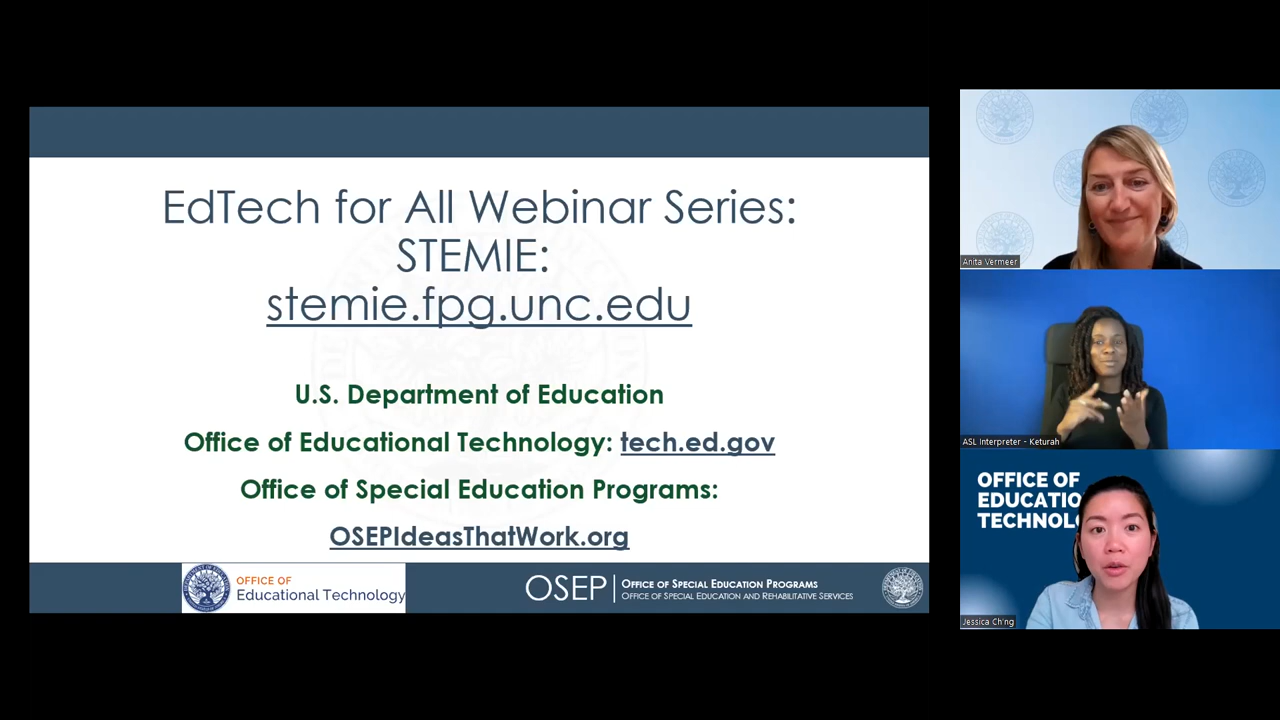 EdTech for All Webinar Series:
STEMIE:
stemie.fpg.unc.edu
U.S. Department of Education
Office of Educational Technology: tech.ed.gov
Office of Special Education Programs:
OSEPIdeasThatWork.org
OFFICE OF
Educational Technology
OSEP
OFFICE OF SPECIAL EDUCATION PROGRAMS
OFFICE OF SPECIAL EDUCATION AND REHABILITATIVE SERVICES
Anita Vermeer
ASL Interpreter - Keturah
OFFICE OF
EDUCATIO
TECHNOL
Jessica Ch'ng